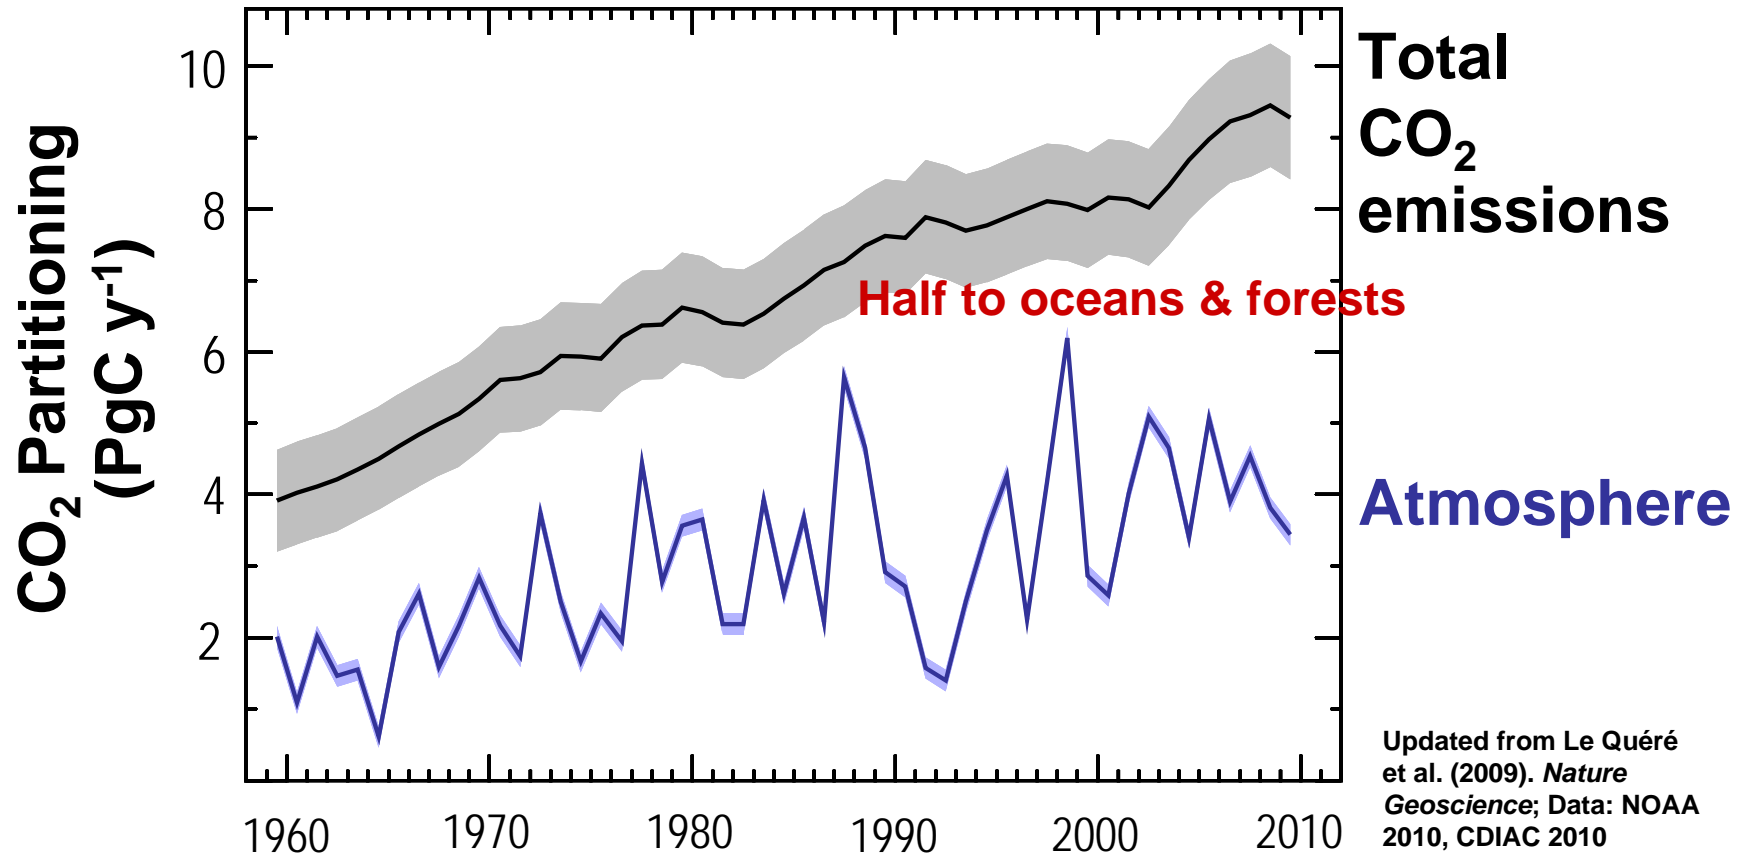 CO₂ Partitioning
(PgC y⁻¹)
10
8
6
4
2
1960 1970 1980 1990 2000 2010
Total
CO₂
emissions
Half to oceans & forests
Atmosphere
Updated from Le Quéré
et al. (2009). Nature
Geoscience; Data: NOAA
2010, CDIAC 2010